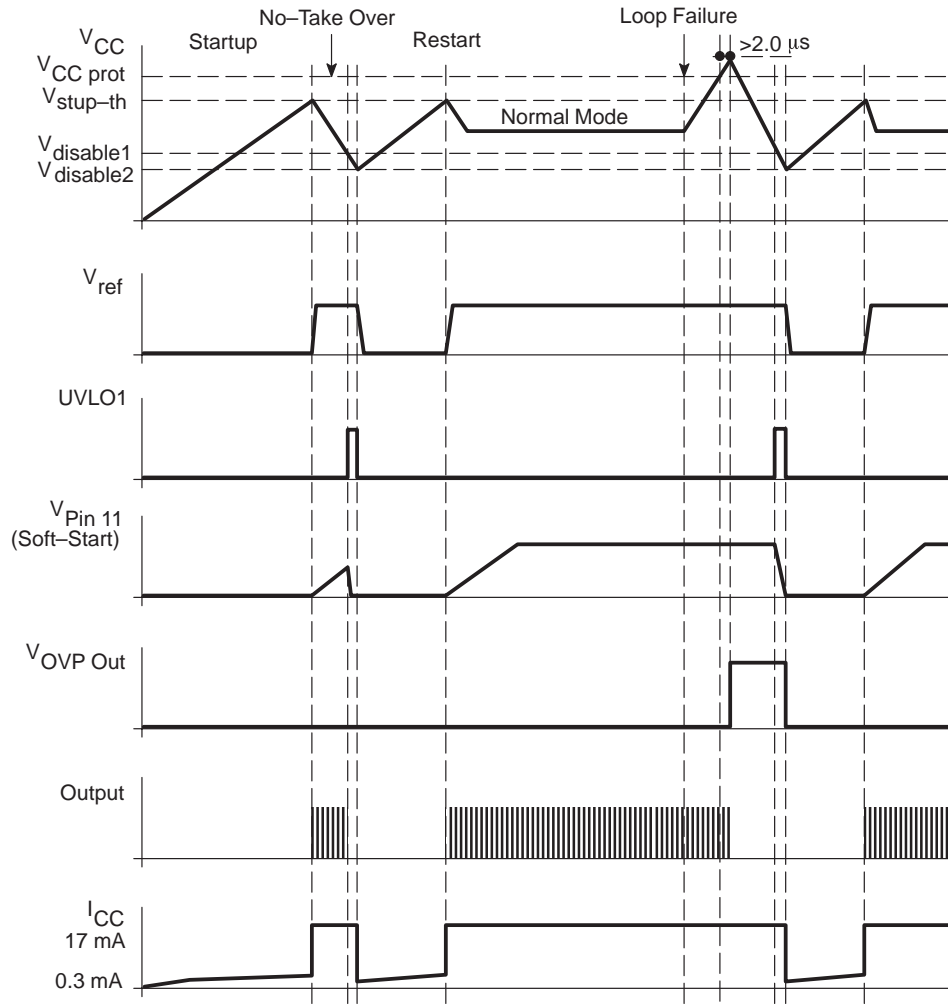 No–Take Over
Loop Failure
VCC
Startup
Restart
>2.0 µs
VCC prot
Vstup–th
Normal Mode
Vdisable1
Vdisable2
Vref
UVLO1
VPin 11
(Soft–Start)
VOVP Out
Output
ICC
17 mA
0.3 mA